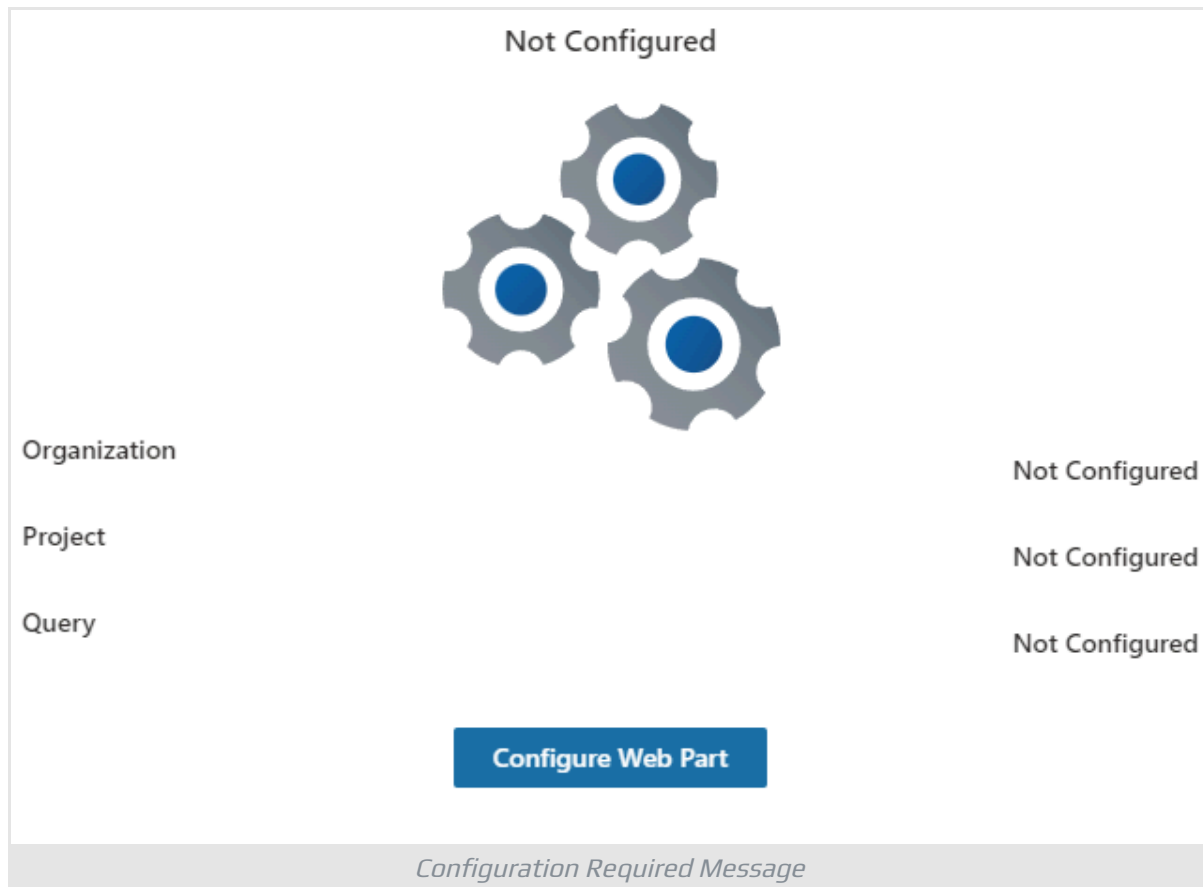 Not Configured
Organization
Not Configured
Project
Not Configured
Query
Not Configured
Configure Web Part
Configuration Required Message